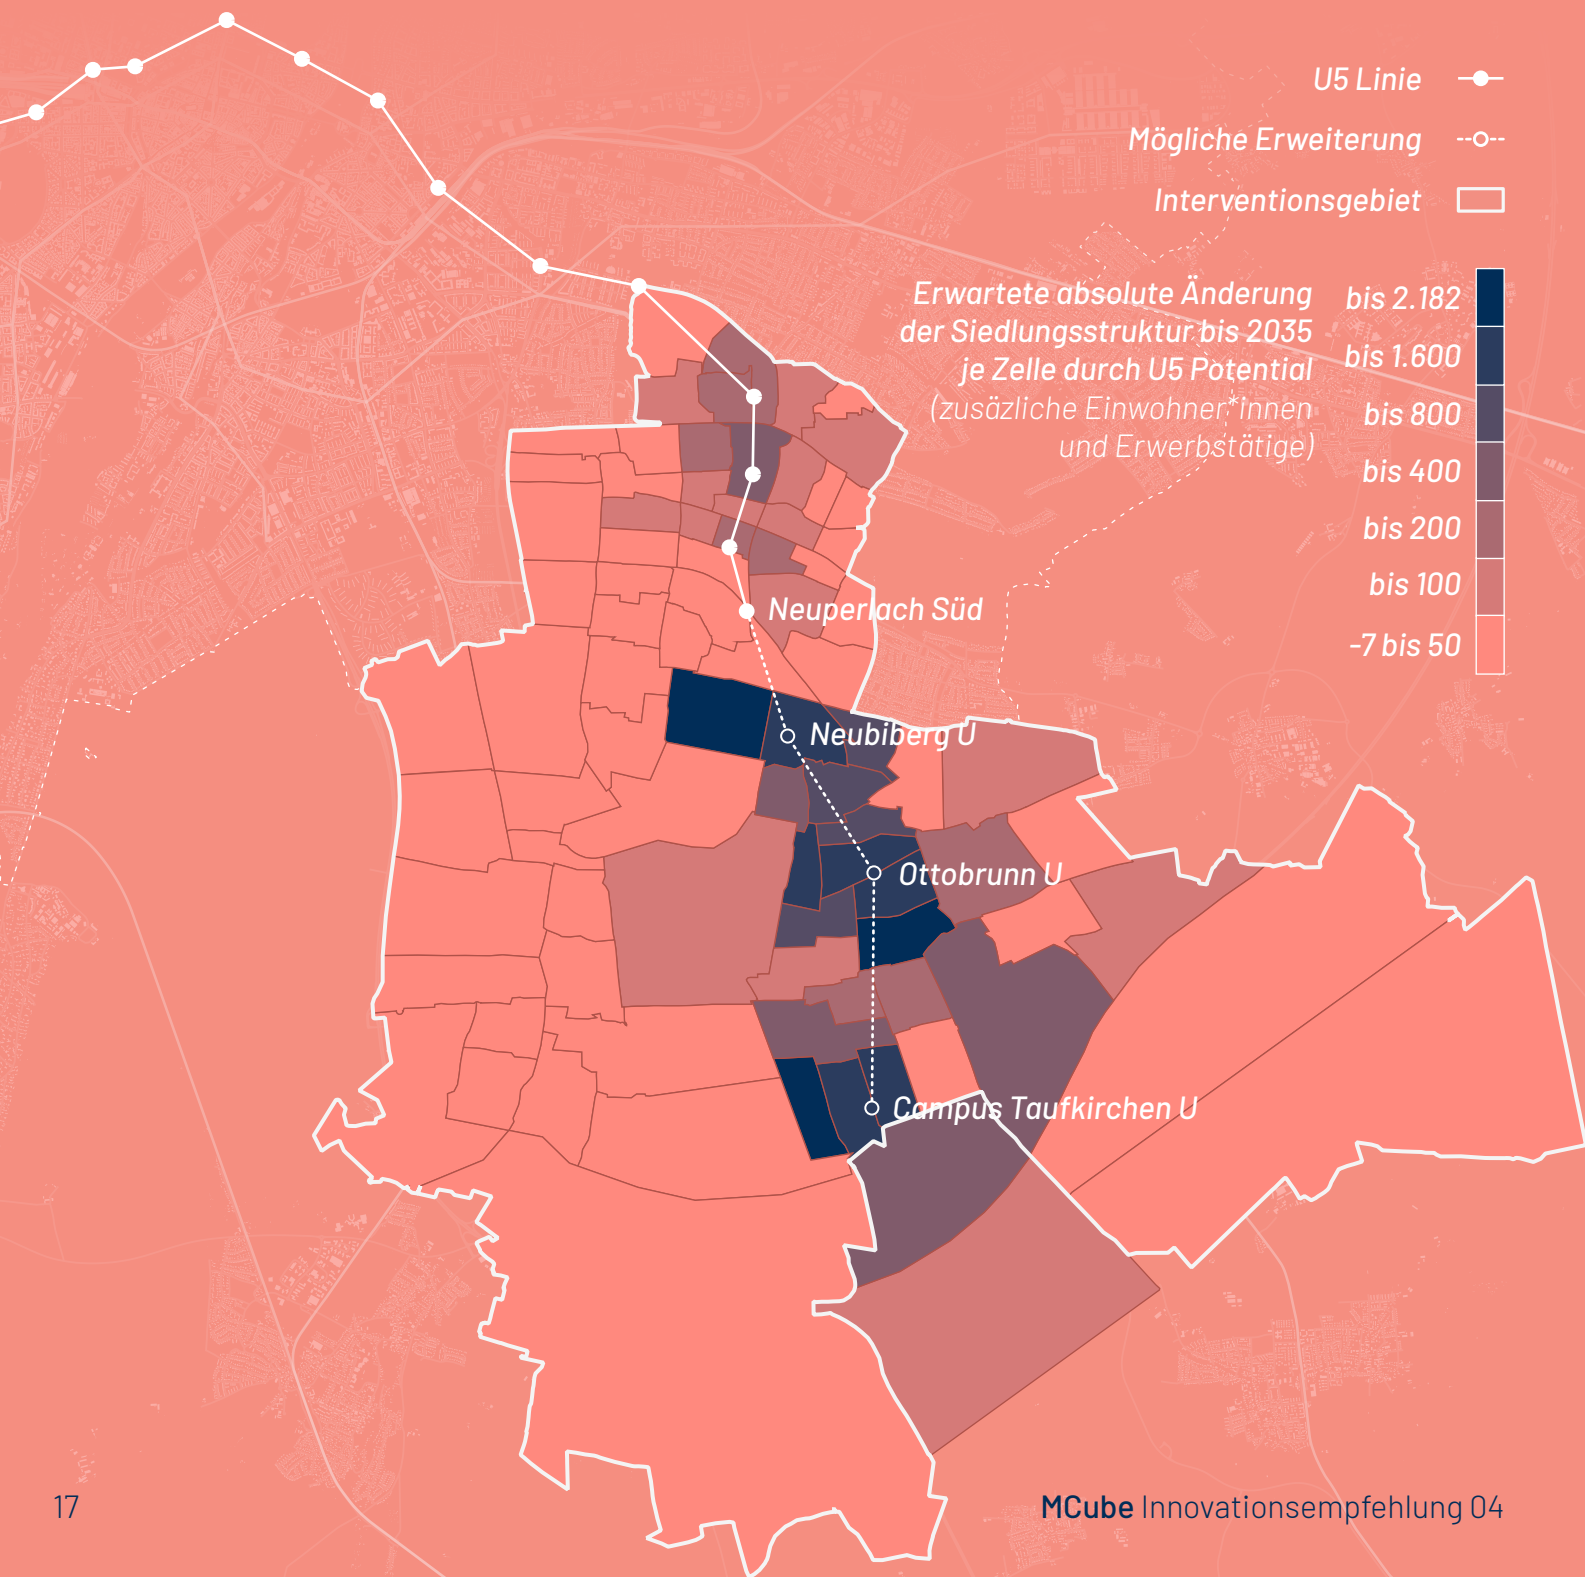 U5 Linie
Mögliche Erweiterung
Interventionsgebiet
Erwartete absolute Änderung
der Siedlungsstruktur bis 2035
je Zelle durch U5 Potential
(zusäzliche Einwohner*innen
und Erwerbstätige)
bis 2.182
bis 1.600
bis 800
bis 400
bis 200
bis 100
-7 bis 50
Neuperlach Süd
Neubiberg U
Ottobrunn U
Campus Taufkirchen U
17
MCube Innovationsempfehlung 04